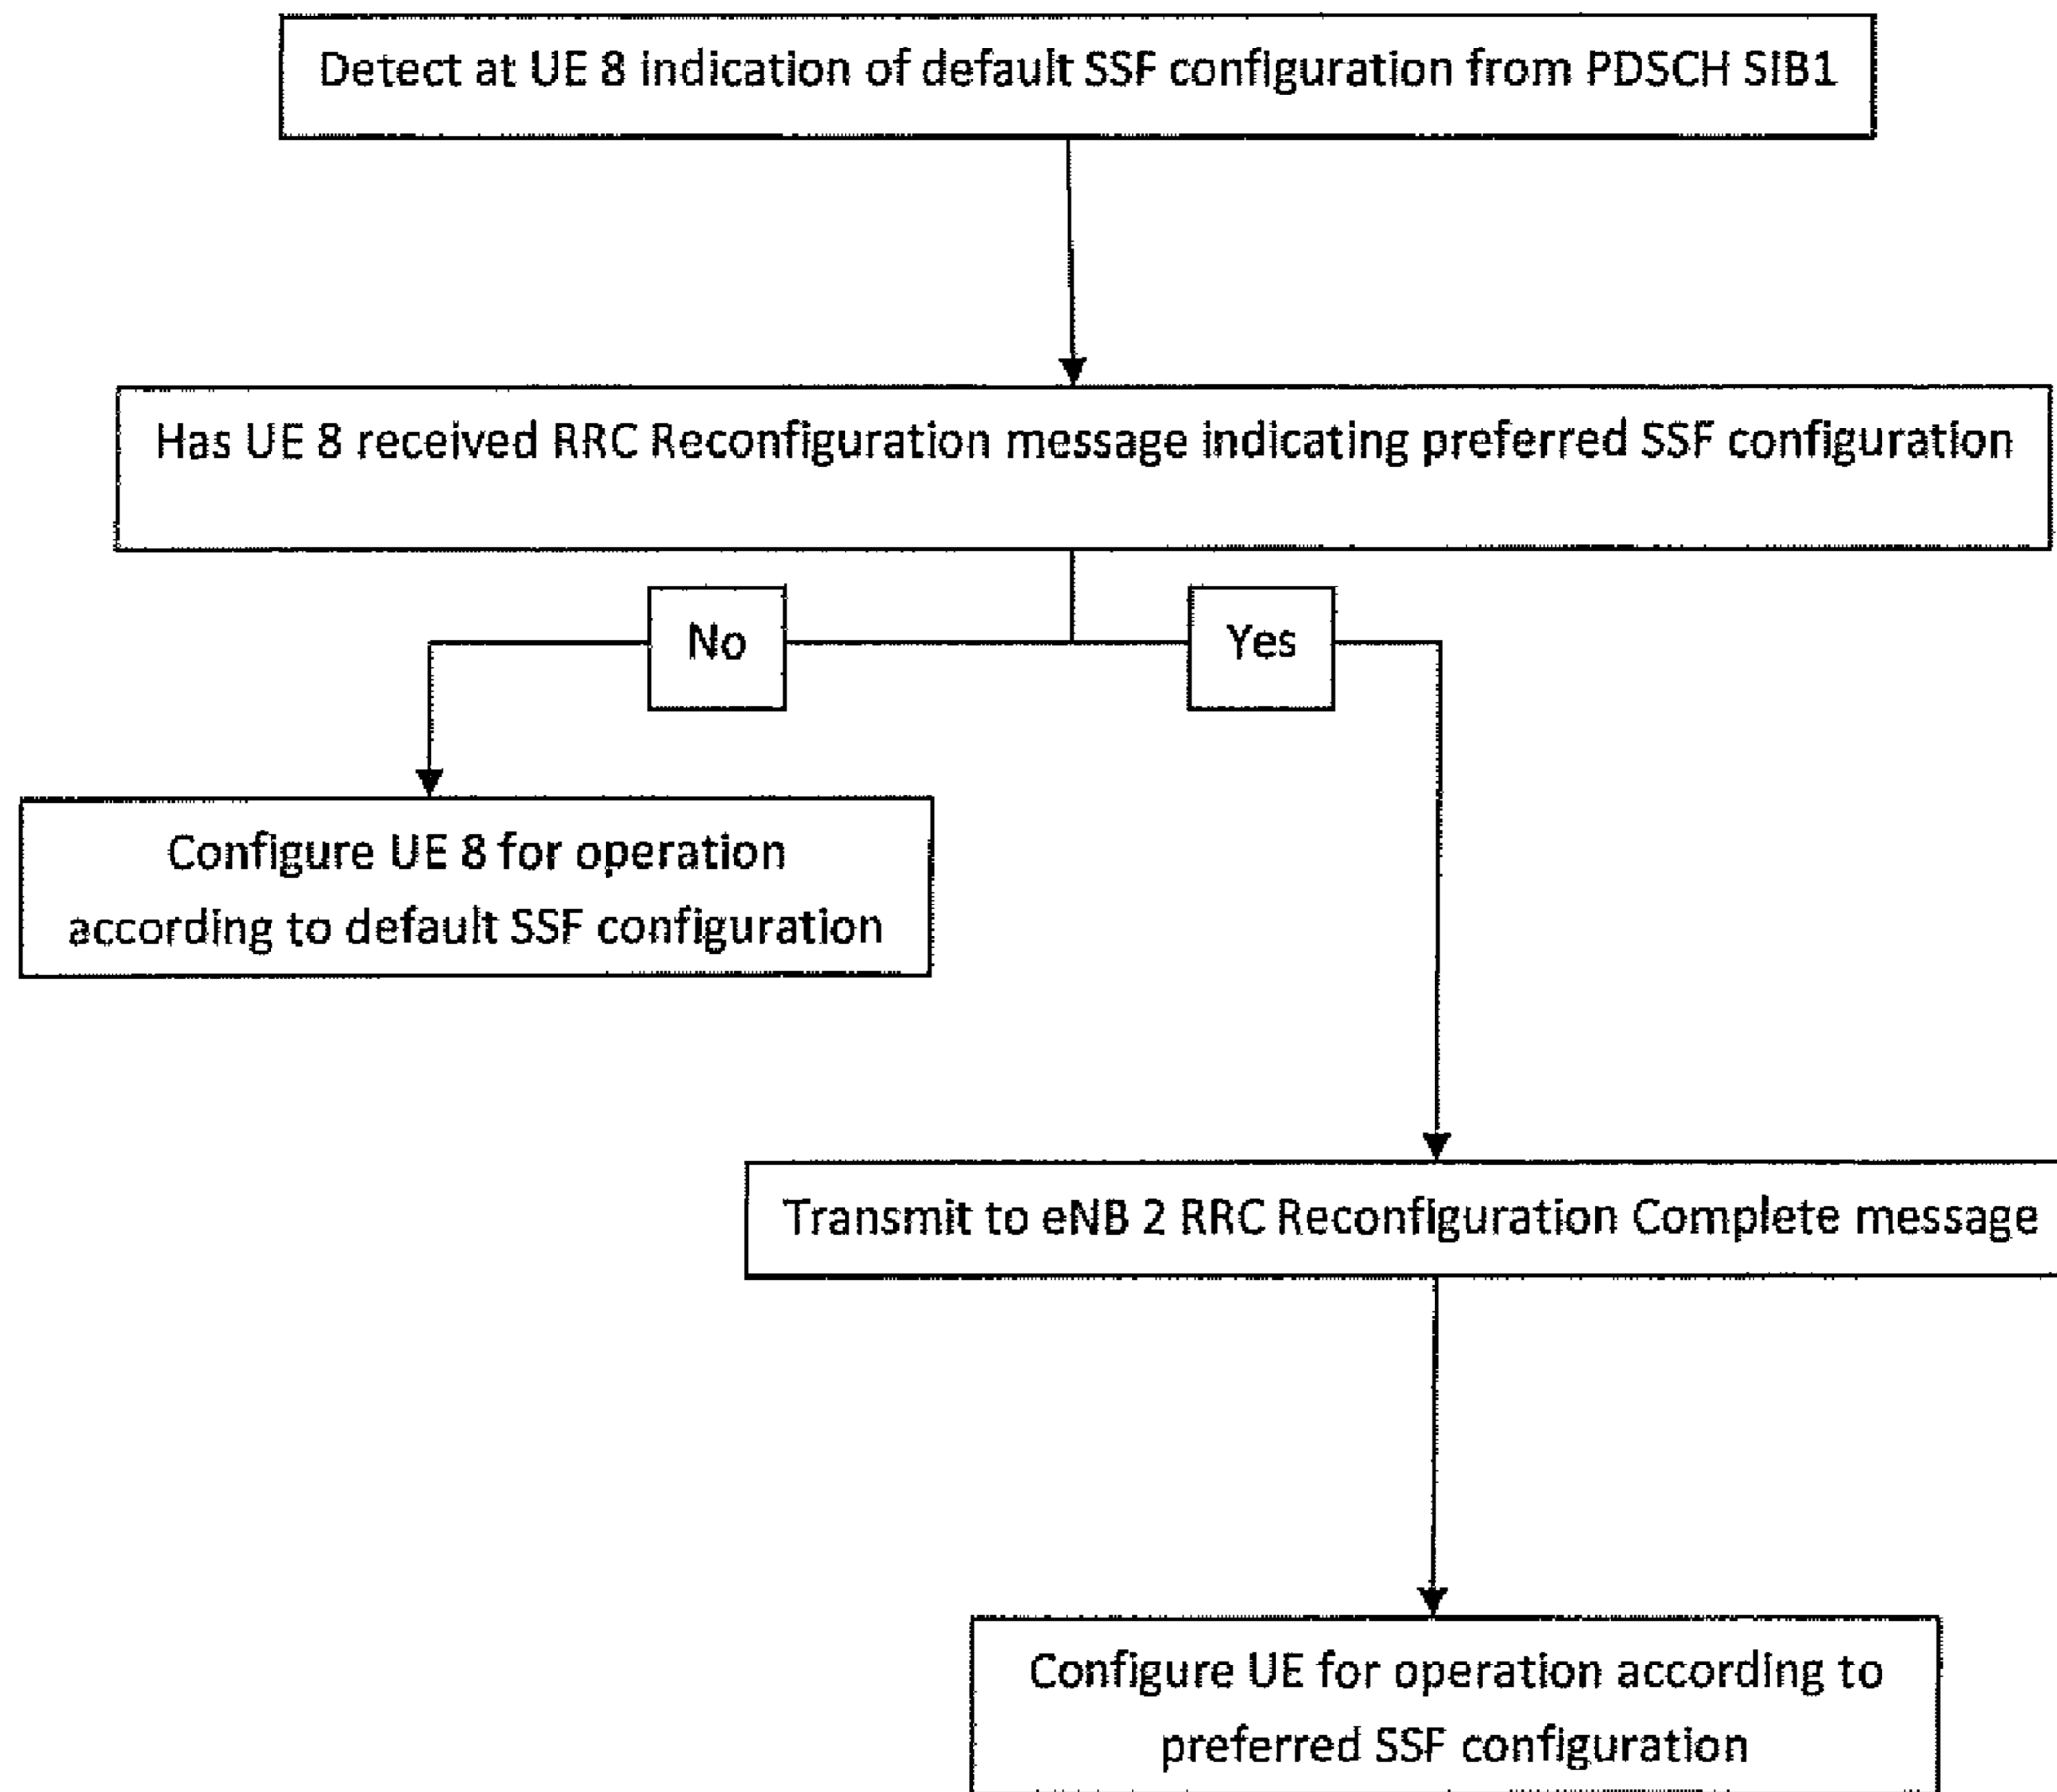 Detect at UE 8 indication of default SSF configuration from PDSCH SIB1
Has UE 8 received RRC Reconfiguration message indicating preferred SSF configuration
No
Yes
Configure UE 8 for operation
according to default SSF configuration
Transmit to eNB 2 RRC Reconfiguration Complete message
Configure UE for operation according to
preferred SSF configuration